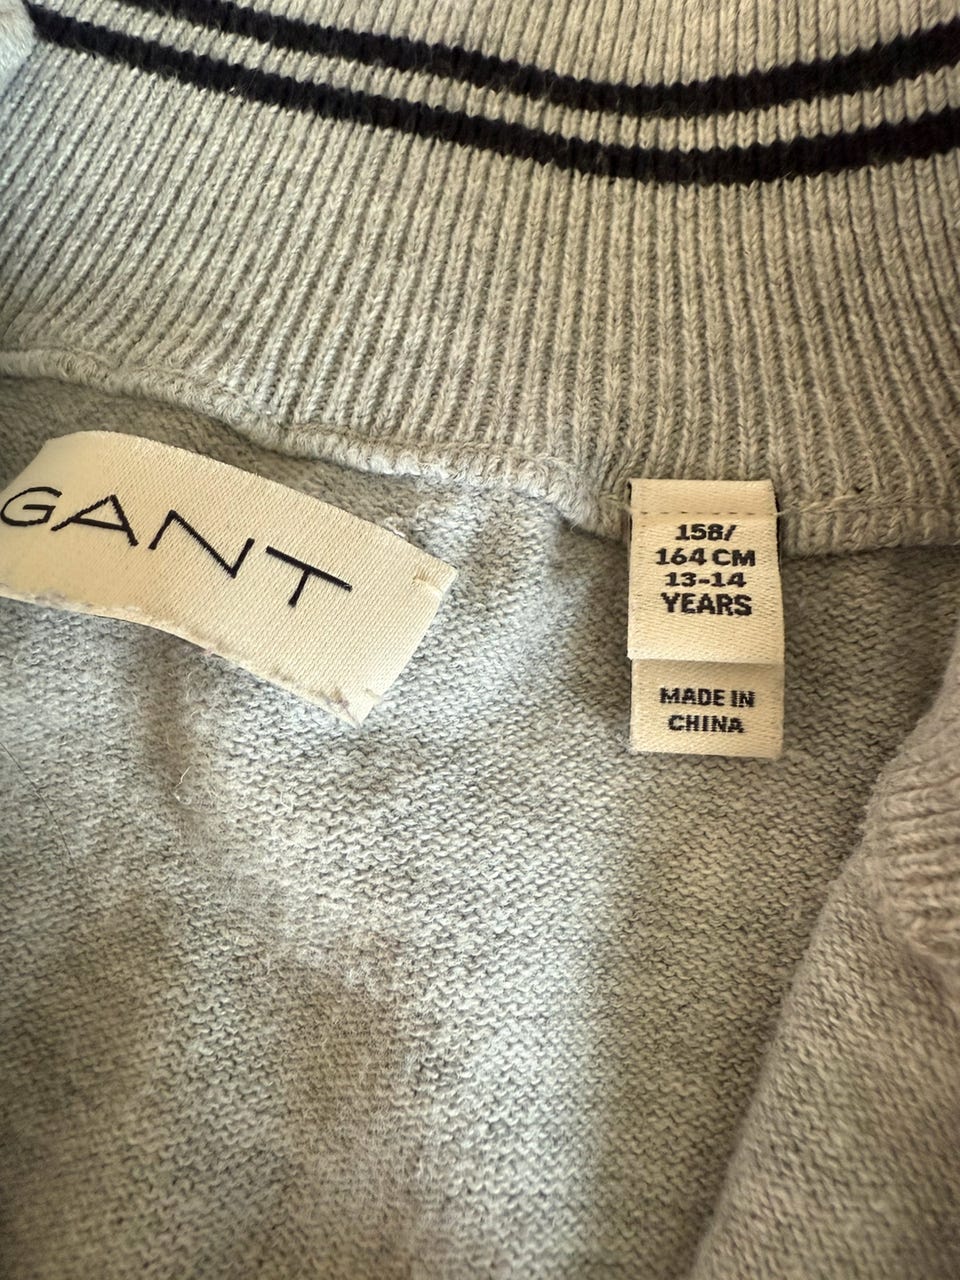 GANT
158/
164 CM
13-14
YEARS
MADE IN
CHINA